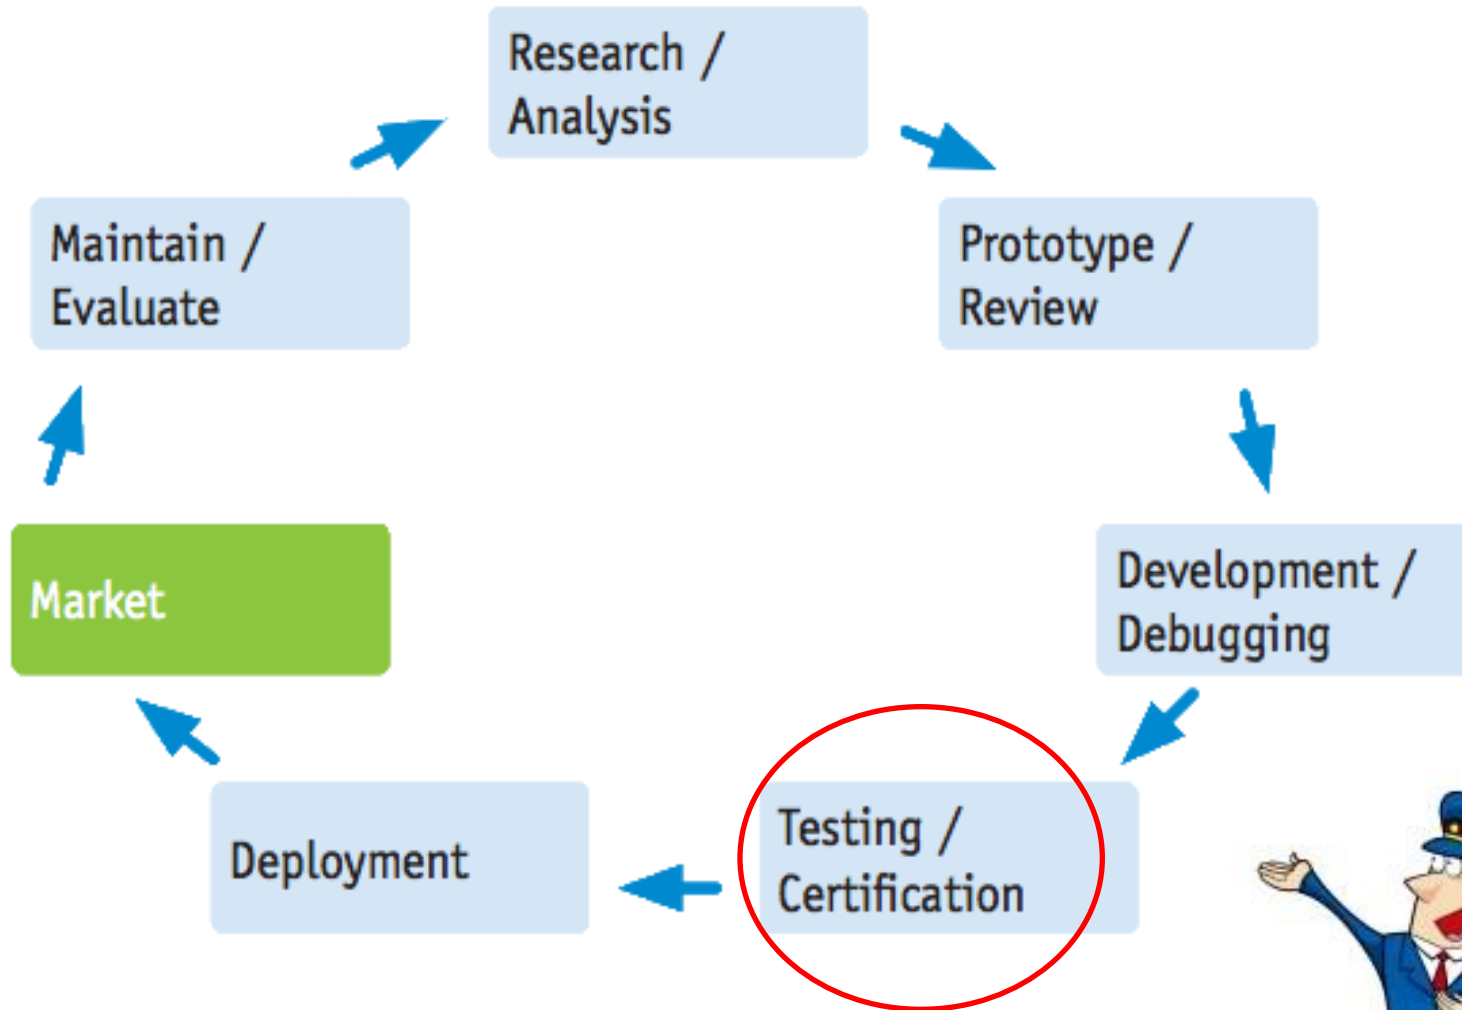 Research /
Analysis
Prototype /
Review
Development /
Debugging
Testing /
Certification
Deployment
Market
Maintain /
Evaluate